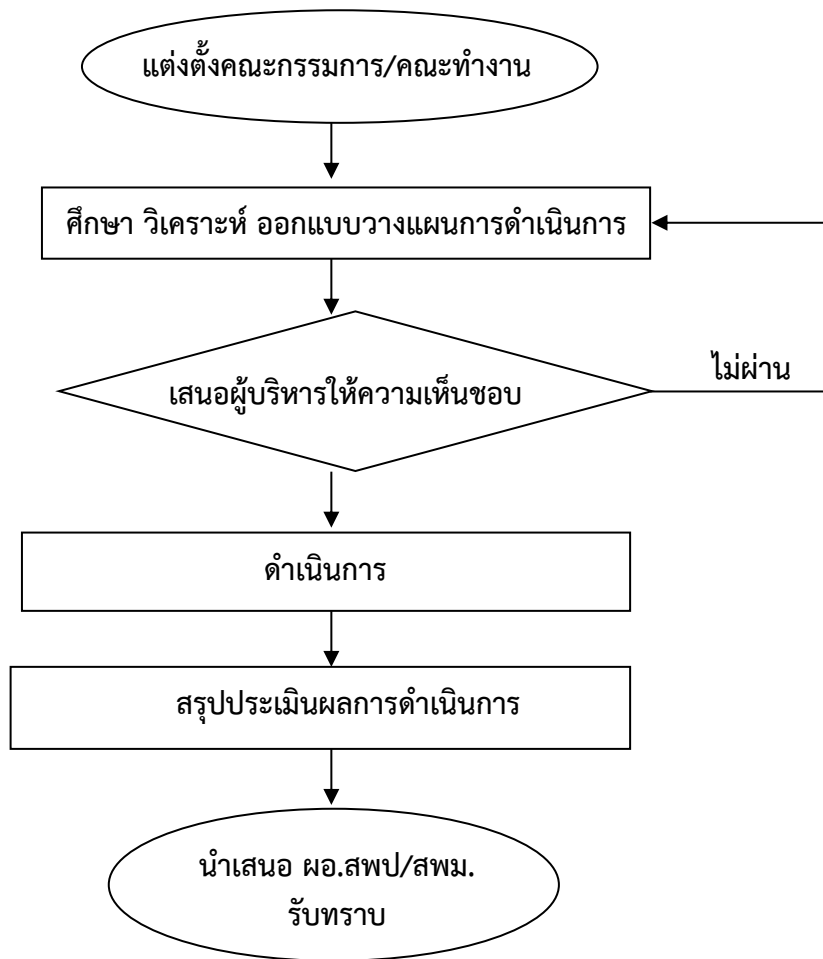 แต่งตั้งคณะกรรมการ/คณะทำงาน
ศึกษา วิเคราะห์ ออกแบบวางแผนการดำเนินการ
ไม่ผ่าน
เสนอผู้บริหารให้ความเห็นชอบ
ดำเนินการ
สรุปประเมินผลการดำเนินการ
นำเสนอ ผอ.สพป/สพม.
รับทราบ